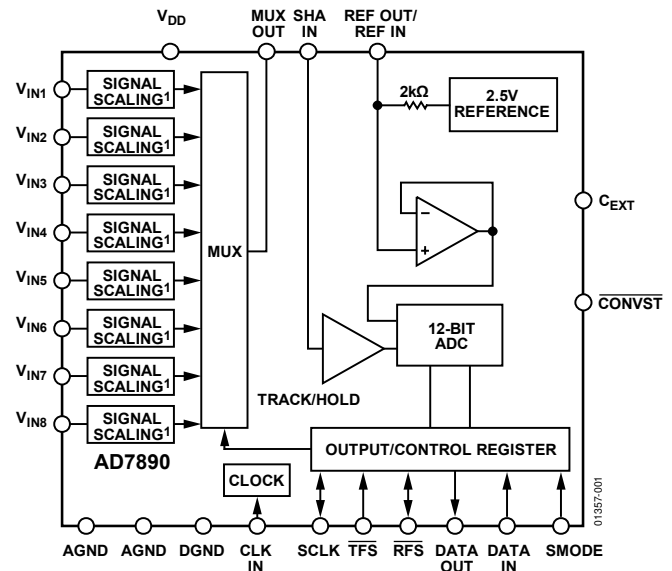 V_DD
MUX OUT
SHA IN
REF OUT/
REF IN
V_IN1
SIGNAL
SCALING¹
V_IN2
SIGNAL
SCALING¹
V_IN3
SIGNAL
SCALING¹
V_IN4
SIGNAL
SCALING¹
V_IN5
SIGNAL
SCALING¹
V_IN6
SIGNAL
SCALING¹
V_IN7
SIGNAL
SCALING¹
V_IN8
SIGNAL
SCALING¹
MUX
2kΩ
2.5V
REFERENCE
−
+
C_EXT
CONVST
12-BIT
ADC
TRACK/HOLD
AD7890
OUTPUT/CONTROL REGISTER
CLOCK
AGND
AGND
DGND
CLK
IN
SCLK
TFS
RFS
DATA
OUT
DATA
IN
SMODE
01357-001